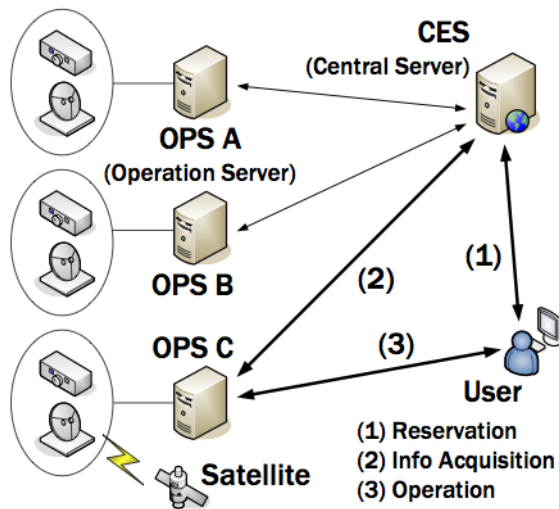 CES
(Central Server)
OPS A
(Operation Server)
OPS B
(2)
(1)
OPS C
(3)
User
Satellite
(1) Reservation
(2) Info Acquisition
(3) Operation